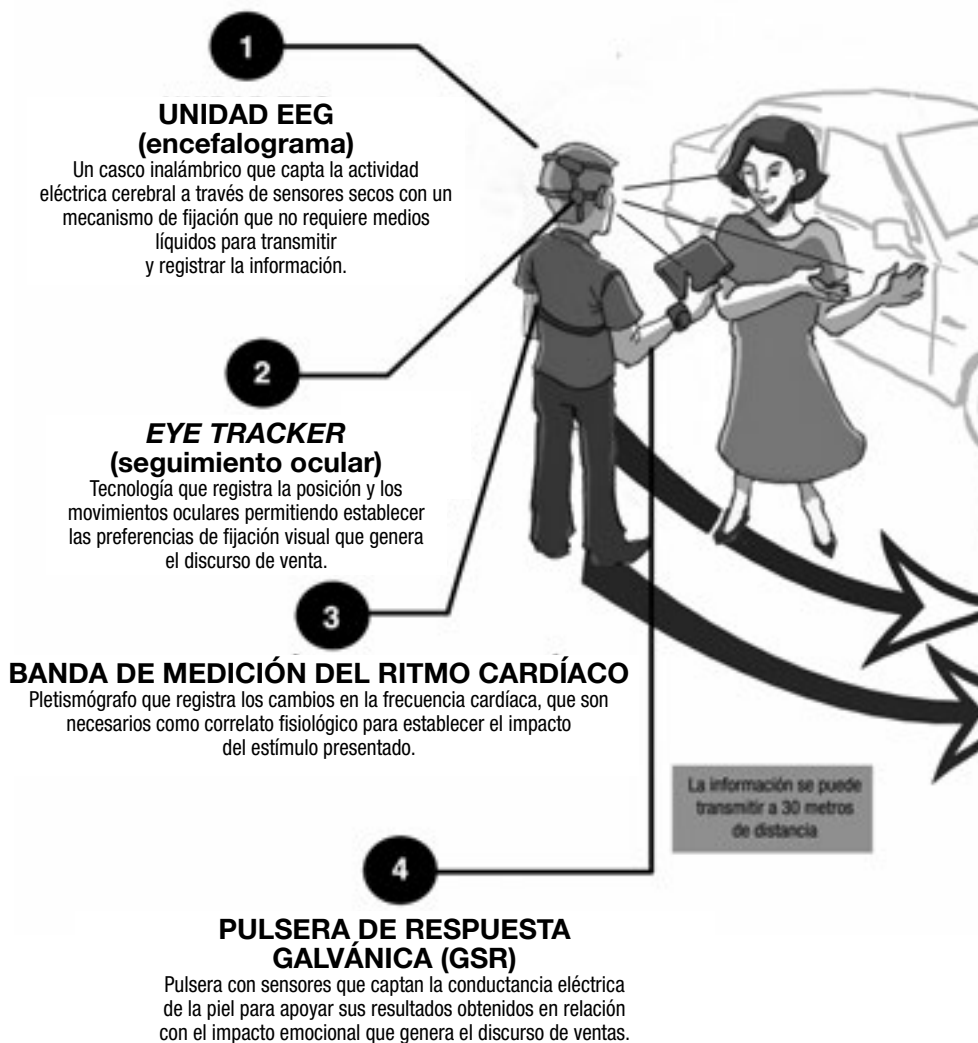 1
UNIDAD EEG
(encefalograma)
Un casco inalámbrico que capta la actividad
eléctrica cerebral a través de sensores secos con un
mecanismo de fijación que no requiere medios
líquidos para transmitir
y registrar la información.
2
EYE TRACKER
(seguimiento ocular)
Tecnología que registra la posición y los
movimientos oculares permitiendo establecer
las preferencias de fijación visual que genera
el discurso de venta.
3
BANDA DE MEDICIÓN DEL RITMO CARDÍACO
Pletismógrafo que registra los cambios en la frecuencia cardíaca, que son
necesarios como correlato fisiológico para establecer el impacto
del estímulo presentado.
La información se puede
transmitir a 30 metros
de distancia
4
PULSERA DE RESPUESTA
GALVÁNICA (GSR)
Pulsera con sensores que captan la conductancia eléctrica
de la piel para apoyar sus resultados obtenidos en relación
con el impacto emocional que genera el discurso de ventas.